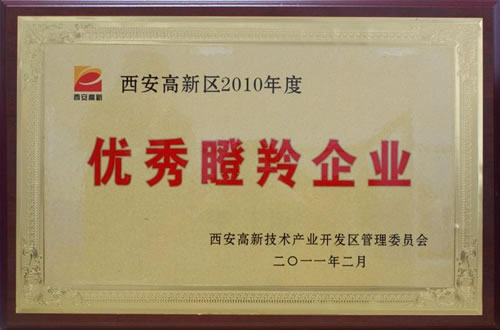 西安高新
西安高新区2010年度
优秀瞪羚企业
西安高新技术产业开发区管理委员会
二〇一一年二月